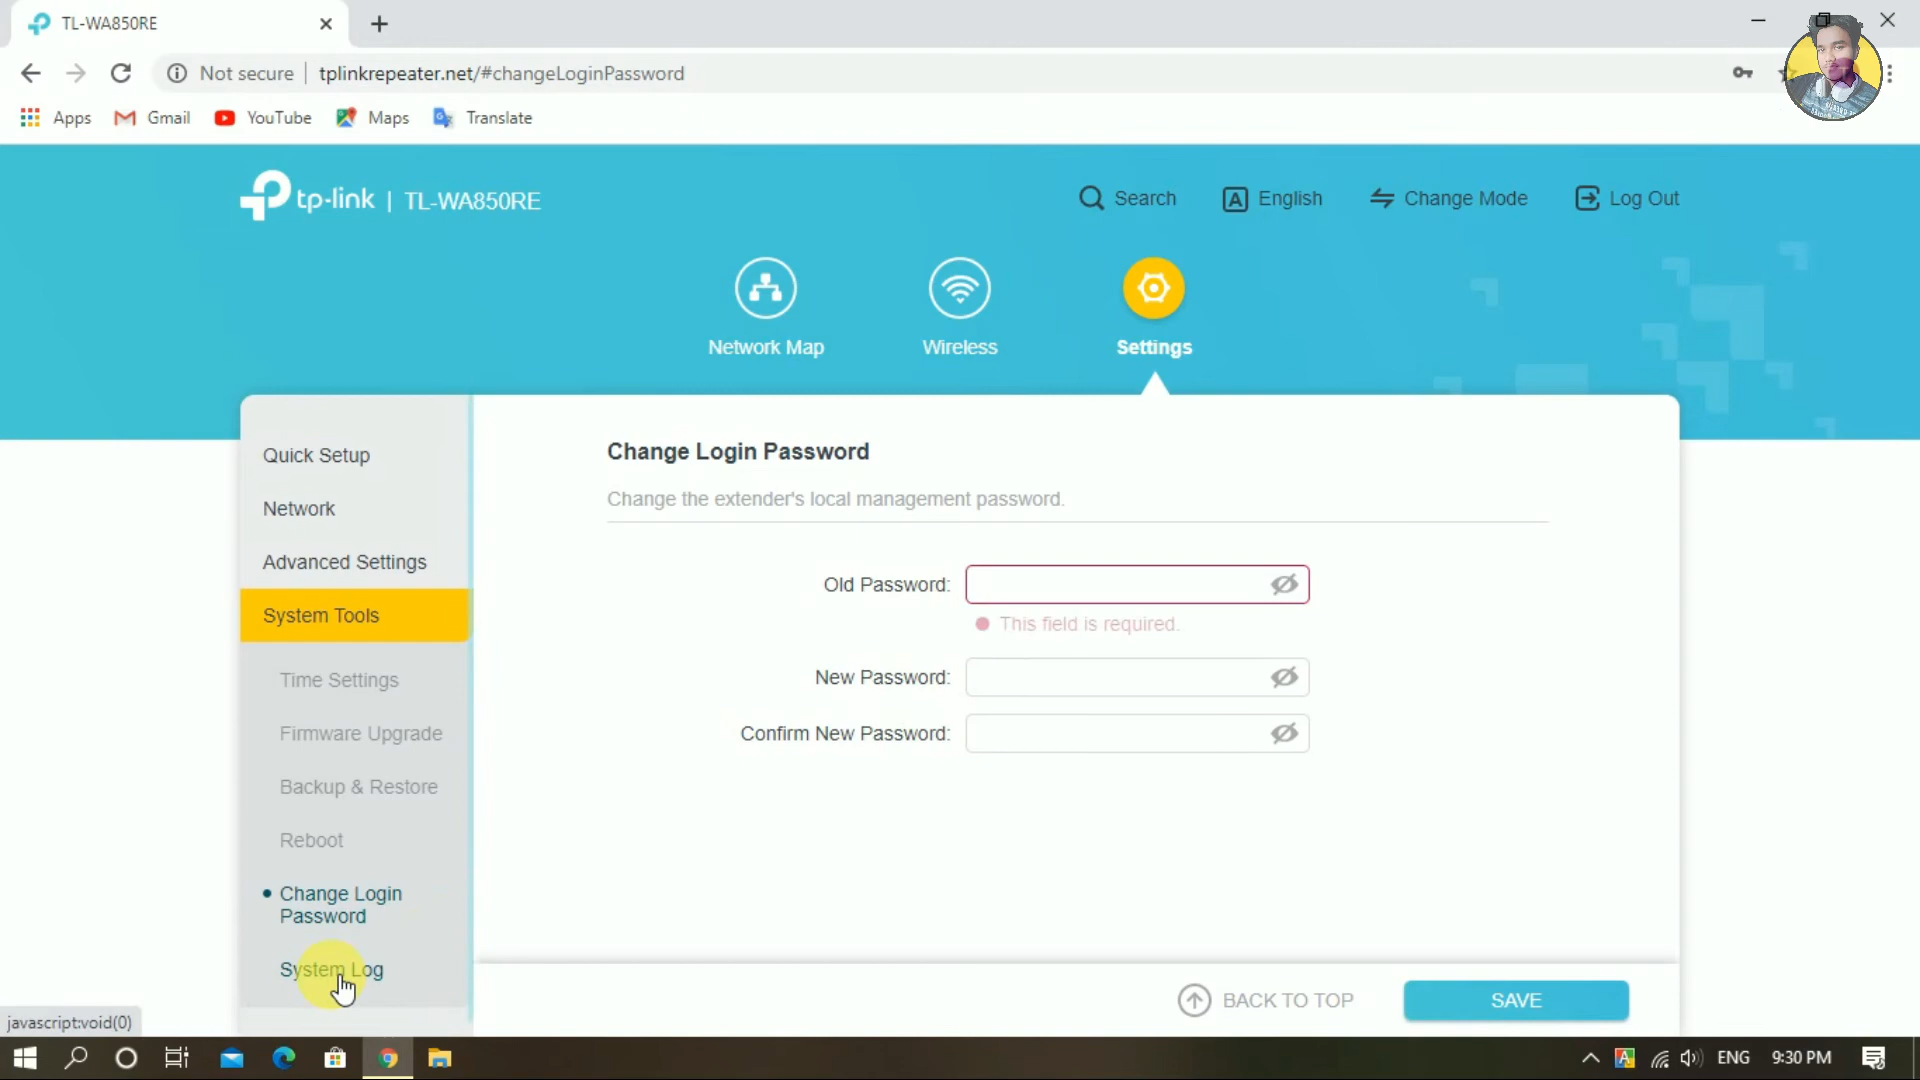 TL-WA850RE
Not secure | tplinkrepeater.net/#changeLoginPassword
Apps Gmail YouTube Maps Translate
tp-link | TL-WA850RE
Search English Change Mode Log Out
Network Map Wireless Settings
Quick Setup
Network
Advanced Settings
System Tools
Time Settings
Firmware Upgrade
Backup & Restore
Reboot
Change Login
Password
System Log
Change Login Password
Change the extender's local management password.
Old Password:
This field is required.
New Password:
Confirm New Password:
BACK TO TOP SAVE
javascript:void(0)
ENG 9:30 PM